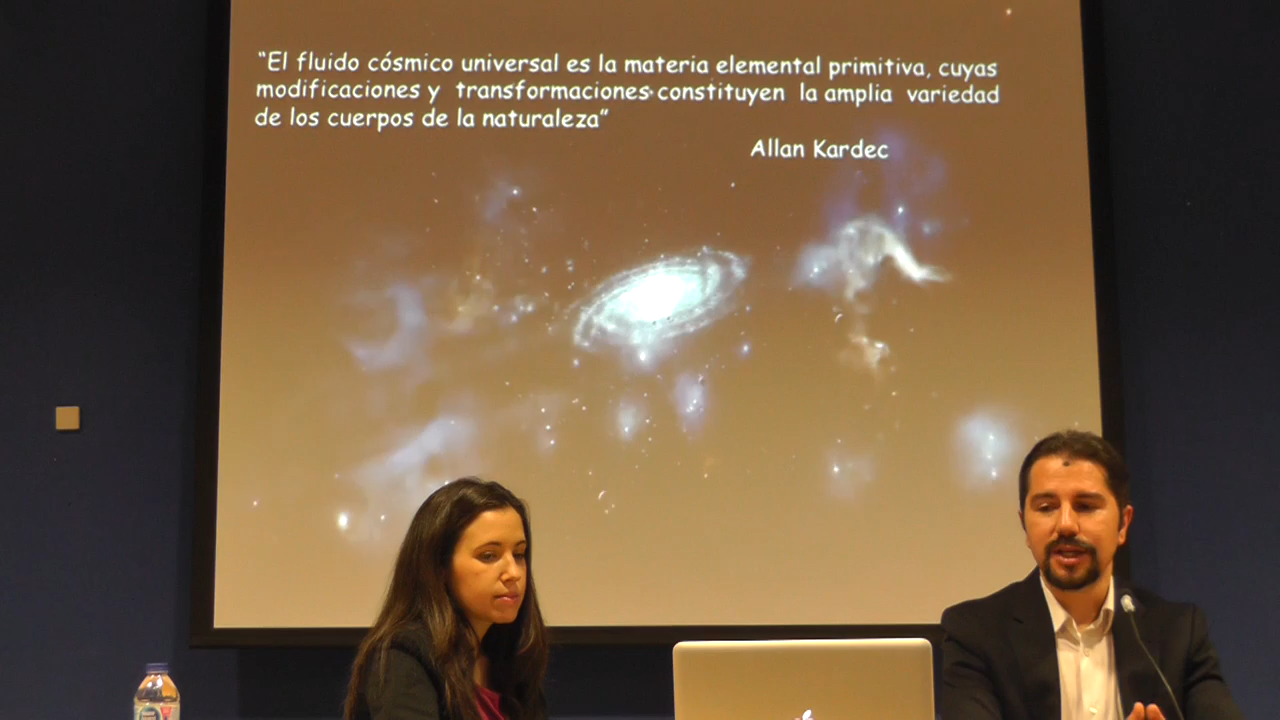 “El fluido cósmico universal es la materia elemental primitiva, cuyas
modificaciones y transformaciones constituyen la amplia variedad
de los cuerpos de la naturaleza”
Allan Kardec